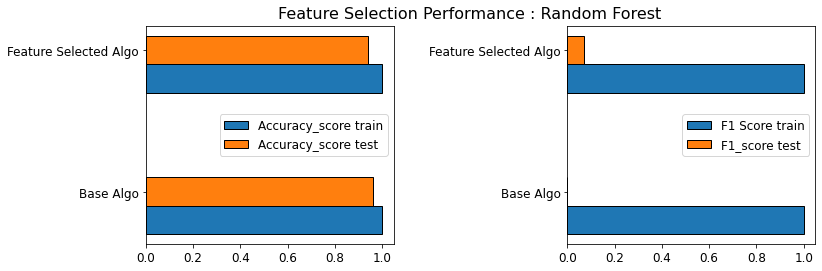 Feature Selection Performance : Random Forest
Feature Selected Algo
Accuracy_score train
Accuracy_score test
Base Algo
0.0 0.2 0.4 0.6 0.8 1.0
Feature Selected Algo
F1 Score train
F1_score test
Base Algo
0.0 0.2 0.4 0.6 0.8 1.0